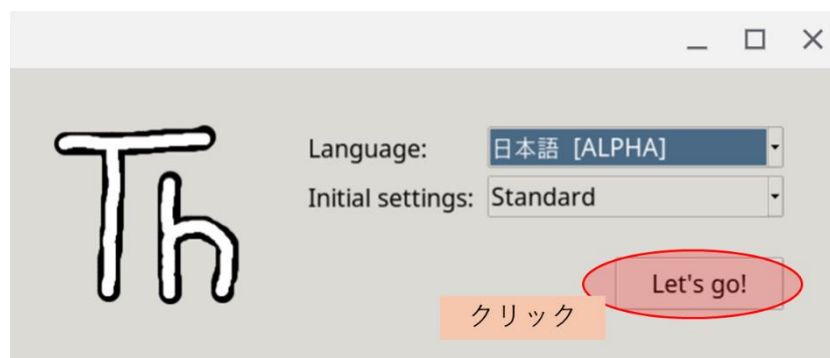 Th
Language: 日本語 [ALPHA]
Initial settings: Standard
Let's go!
クリック